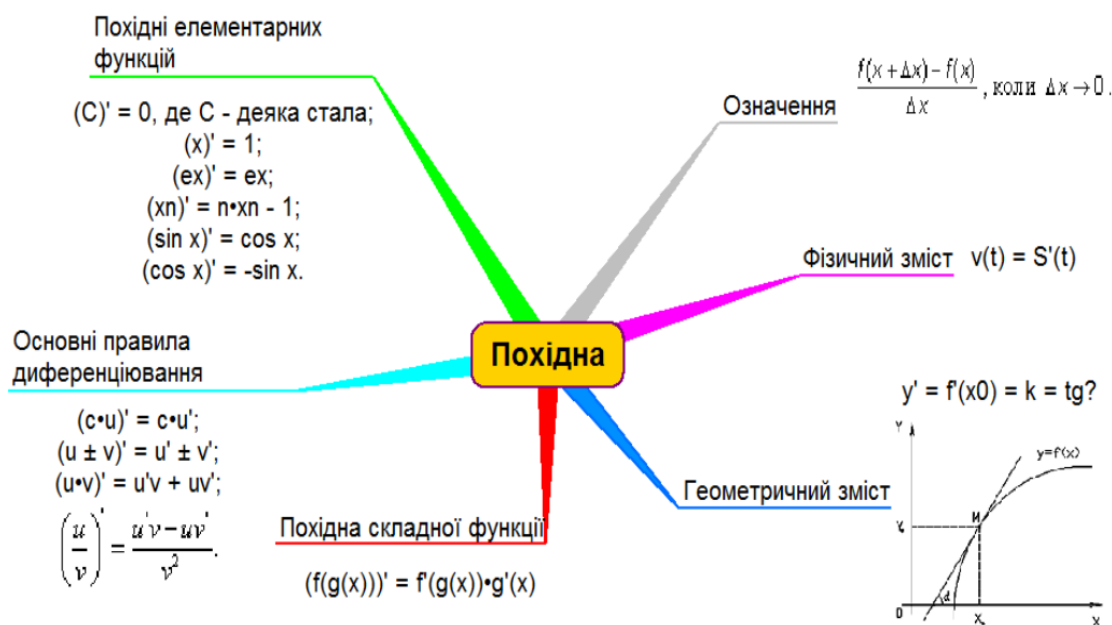 Похідні елементарних
функцій
(C)' = 0, де C - деяка стала;
(x)' = 1;
(ex)' = ex;
(xn)' = n•xn - 1;
(sin x)' = cos x;
(cos x)' = -sin x.
Означення
f(x + Δx) - f(x)
Δx
, коли Δx → 0.
Фізичний зміст v(t) = S'(t)
Похідна
Основні правила
диференціювання
(c•u)' = c•u';
(u ± v)' = u' ± v';
(u•v)' = u'v + uv';
(u/v)' = (u'v - uv')/v².
Похідна складної функції
(f(g(x)))' = f'(g(x))•g'(x)
Геометричний зміст
y' = f'(x0) = k = tg?
Y
y=f(x)
M
Y₀
α
0
X₀
X